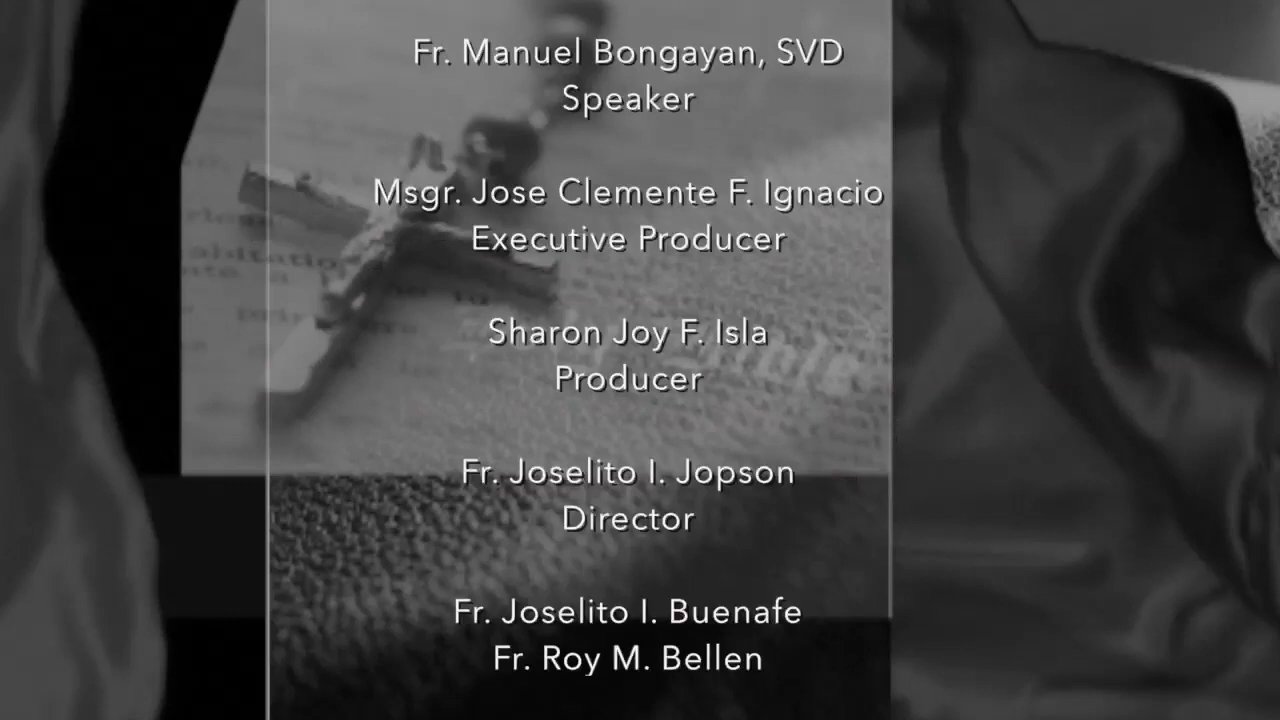 Fr. Manuel Bongayan, SVD
Speaker
Msgr. Jose Clemente F. Ignacio
Executive Producer
Sharon Joy F. Isla
Producer
Fr. Joselito I. Jopson
Director
Fr. Joselito I. Buenafe
Fr. Roy M. Bellen